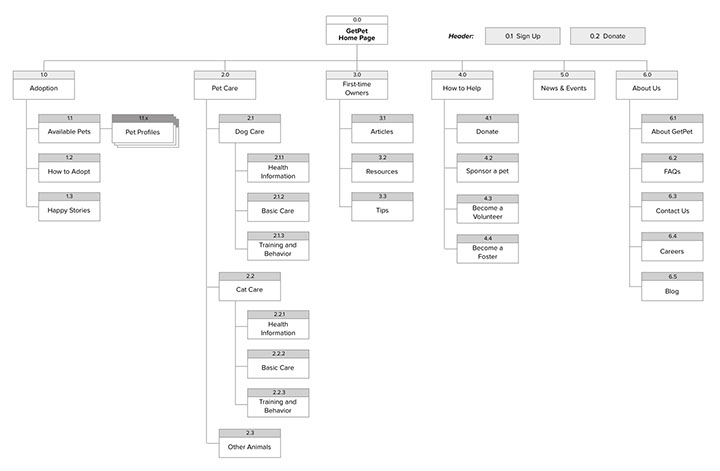 0.0
GetPet
Home Page
Header:
0.1 Sign Up
0.2 Donate
1.0
Adoption
1.1
Available Pets
1.1.x
Pet Profiles
1.2
How to Adopt
1.3
Happy Stories
2.0
Pet Care
2.1
Dog Care
2.1.1
Health
Information
2.1.2
Basic Care
2.1.3
Training and
Behavior
2.2
Cat Care
2.2.1
Health
Information
2.2.2
Basic Care
2.2.3
Training and
Behavior
2.3
Other Animals
3.0
First-time
Owners
3.1
Articles
3.2
Resources
3.3
Tips
4.0
How to Help
4.1
Donate
4.2
Sponsor a pet
4.3
Become a
Volunteer
4.4
Become a
Foster
5.0
News & Events
6.0
About Us
6.1
About GetPet
6.2
FAQs
6.3
Contact Us
6.4
Careers
6.5
Blog